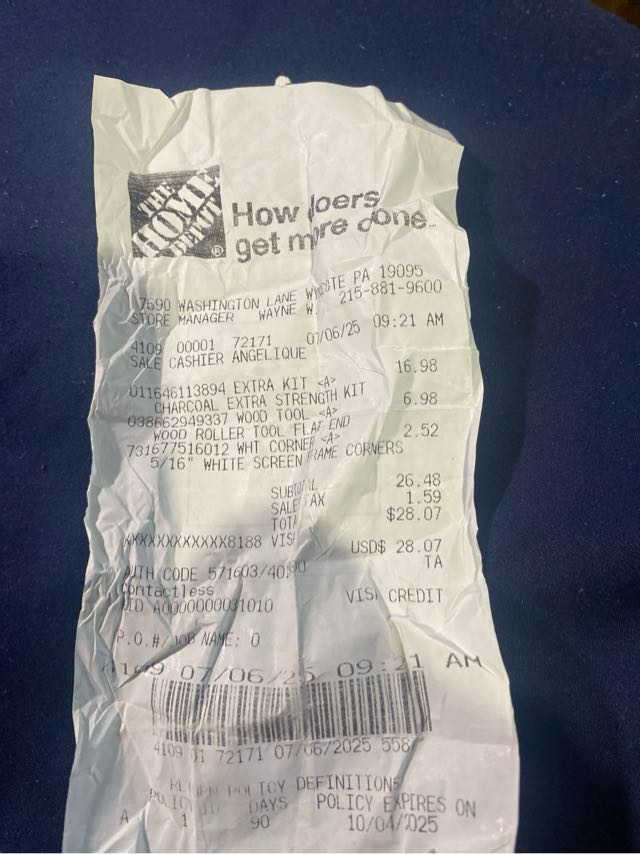 THE
HOME
DEPOT
How doers
get more done.
7690 WASHINGTON LANE WYNCOTE PA 19095
STORE MANAGER WAYNE W. 215-881-9600
4109 00001 72171 07/06/25 09:21 AM
SALE CASHIER ANGELIQUE
011646113894 EXTRA KIT <A> 16.98
CHARCOAL EXTRA STRENGTH KIT
038662949337 WOOD TOOL <A> 6.98
WOOD ROLLER TOOL FLAT END
731677516012 WHT CORNER <A> 2.52
5/16" WHITE SCREEN FRAME CORNERS
SUBTOTAL 26.48
SALES TAX 1.59
TOTAL $28.07
XXXXXXXXXXXX8188 VISA
USD$ 28.07
AUTH CODE 571603/ TA
Contactless
AID A0000000031010 VISA CREDIT
P.O.#/JOB NAME: 0
4109 07/06/25 09:21 AM
4109 01 72171 07/06/2025 5587
RETURN POLICY DEFINITIONS
POLICY ID DAYS POLICY EXPIRES ON
A 1 90 10/04/2025